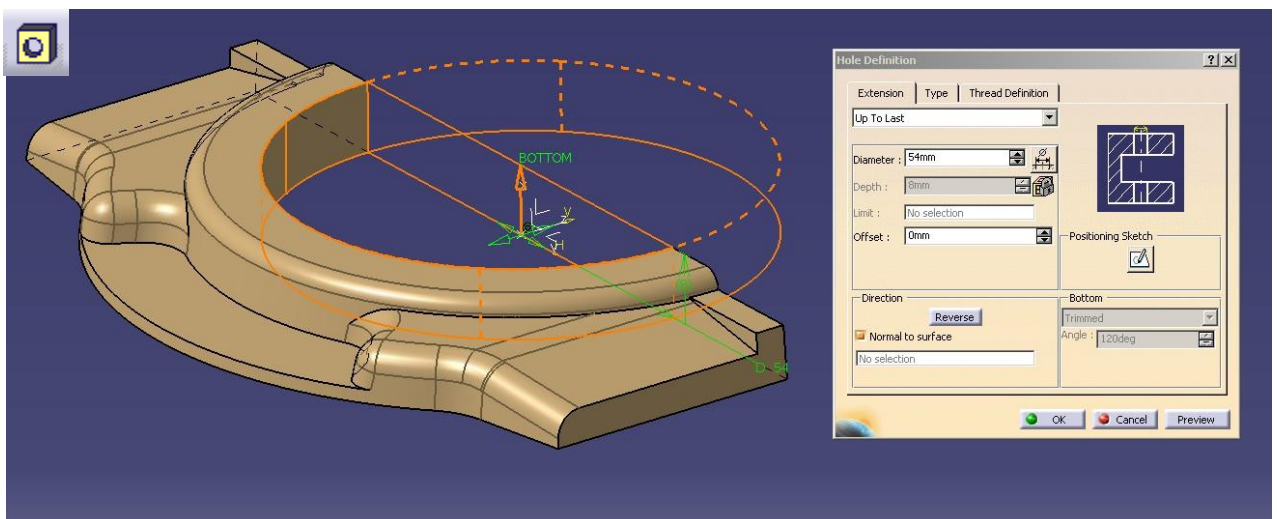 Hole Definition
? X
Extension
Type
Thread Definition
Up To Last
Diameter :
54mm
Depth :
8mm
Limit :
No selection
Offset :
0mm
Positioning Sketch
Direction
Reverse
Normal to surface
No selection
Bottom
Trimmed
Angle :
120deg
OK
Cancel
Preview
BOTTOM
V
H
D 54